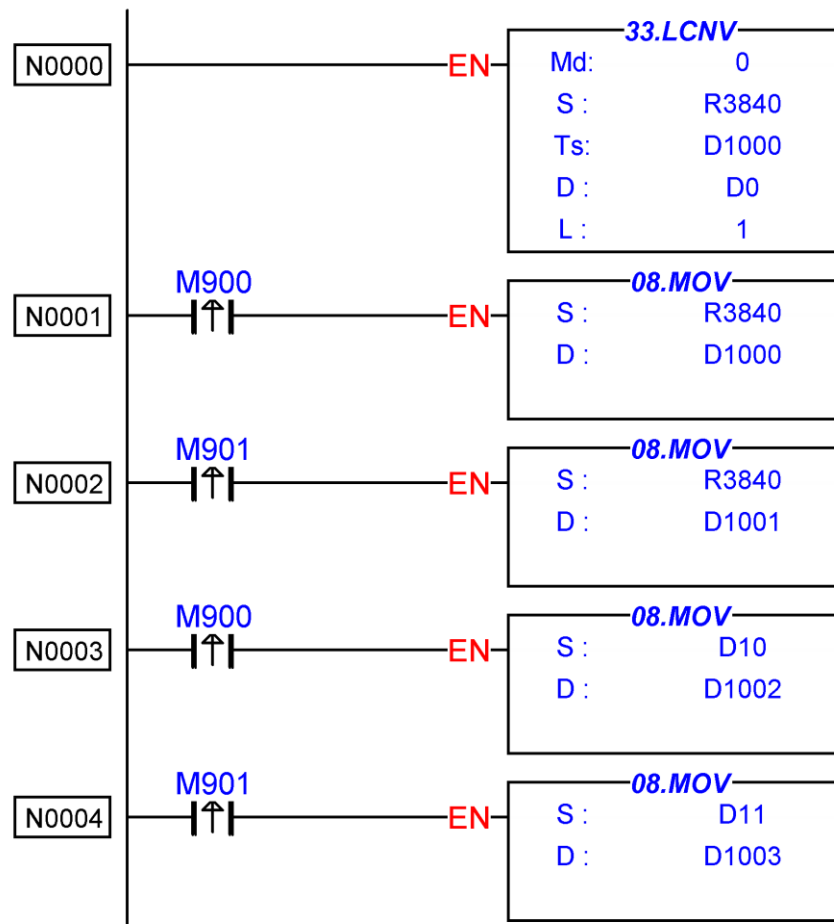 33.LCNV
N0000 EN Md: 0
S : R3840
Ts: D1000
D : D0
L : 1
M900 08.MOV
N0001 EN S : R3840
D : D1000
M901 08.MOV
N0002 EN S : R3840
D : D1001
M900 08.MOV
N0003 EN S : D10
D : D1002
M901 08.MOV
N0004 EN S : D11
D : D1003